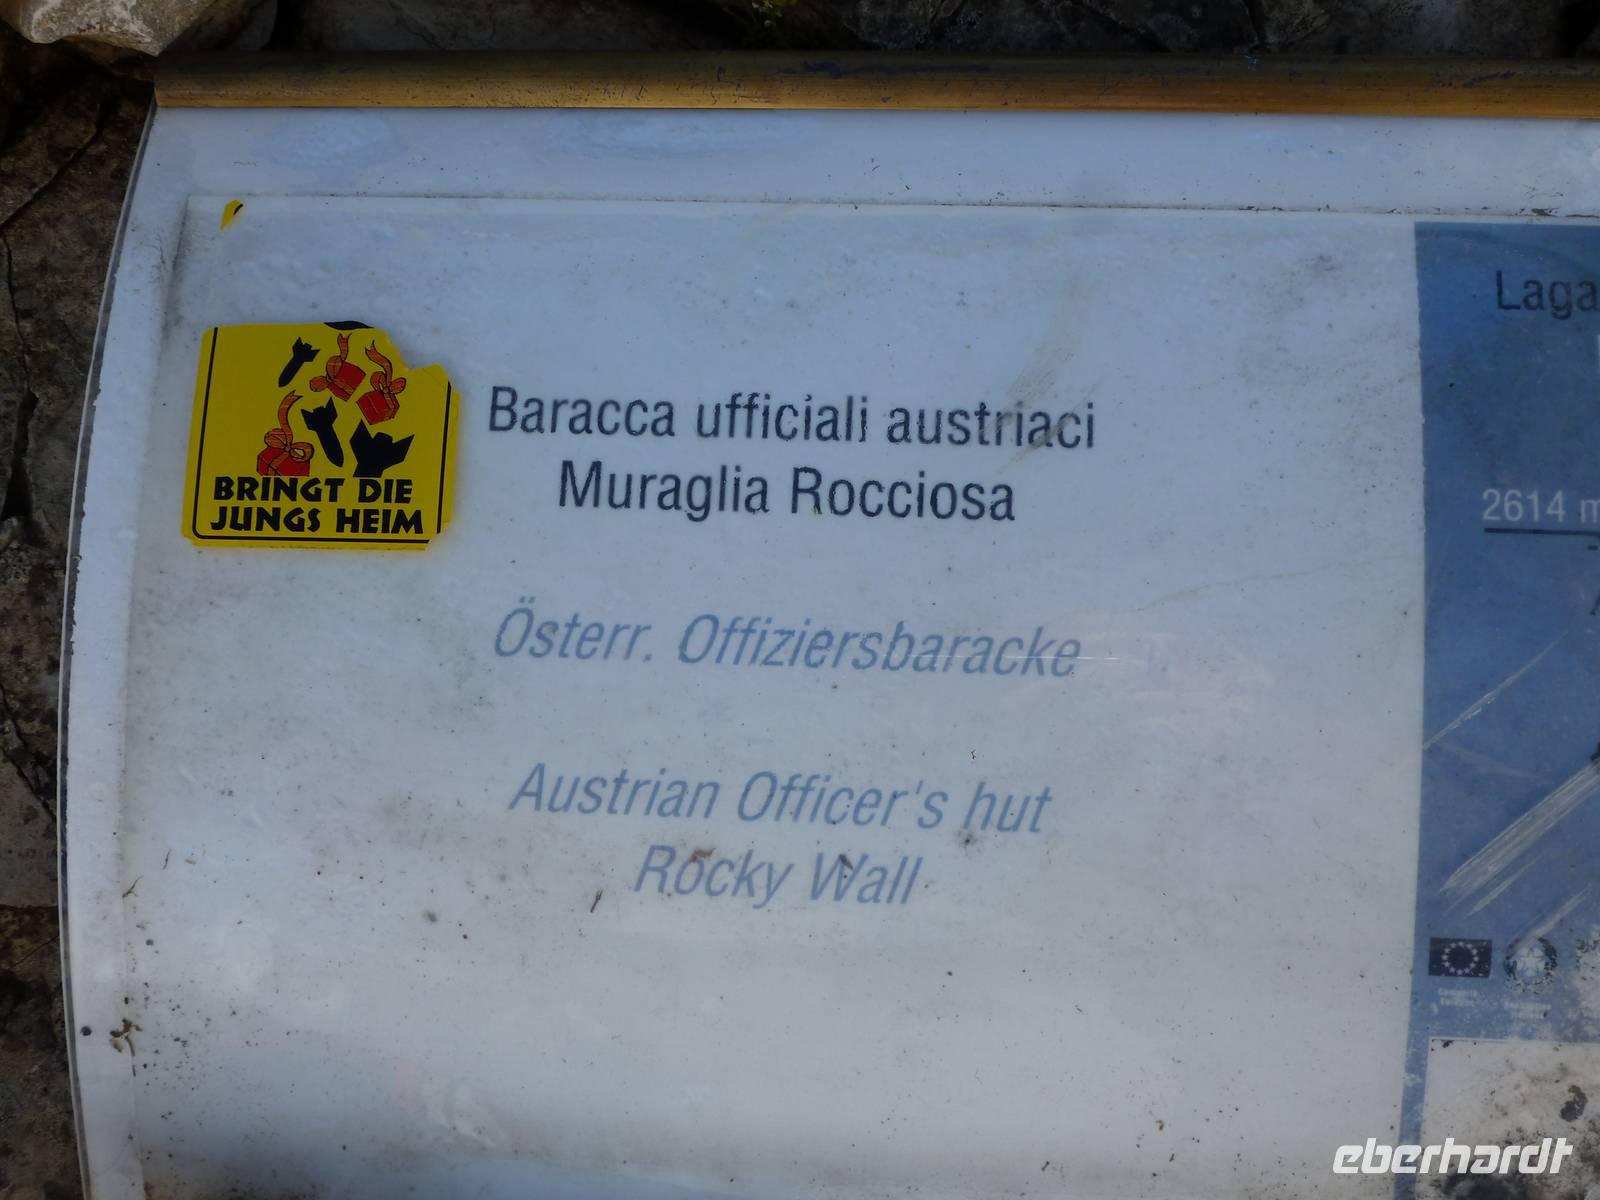 BRINGT DIE
JUNGS HEIM
Baracca ufficiali austriaci
Muraglia Rocciosa
Österr. Offiziersbaracke
Austrian Officer's hut
Rocky Wall
Laga
2614 m
eberhardt